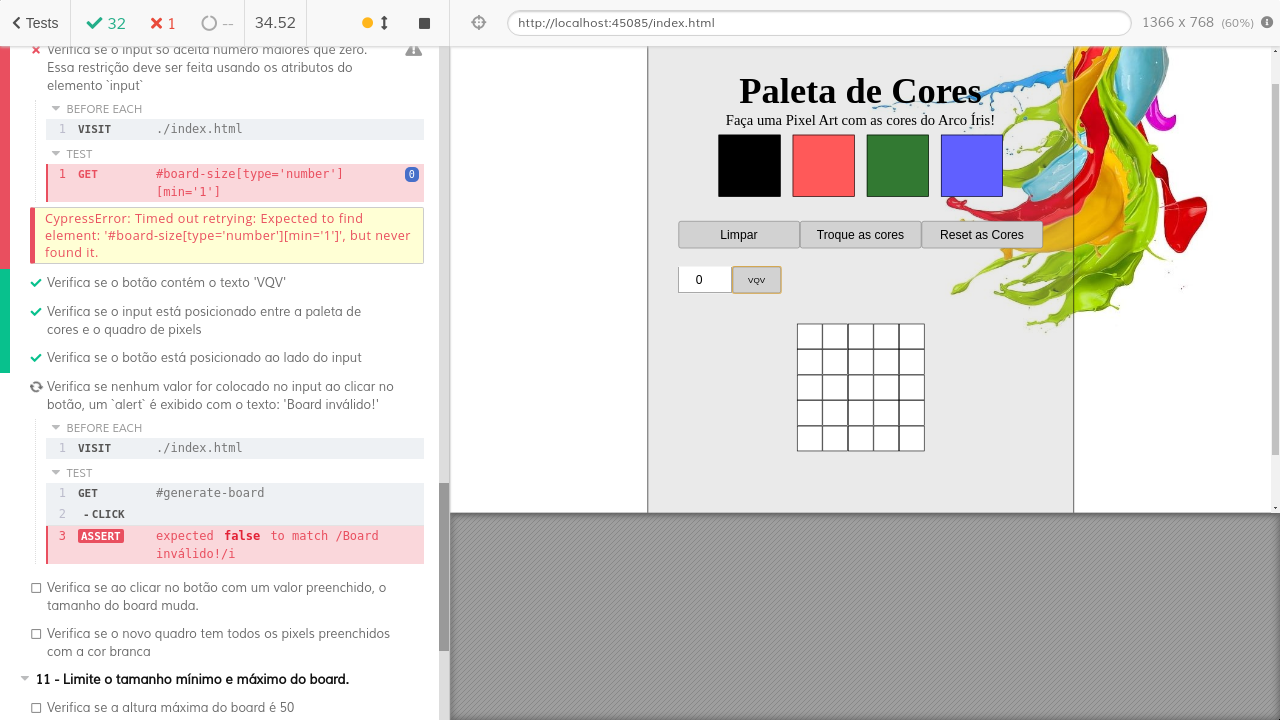 Tests
32
1
--
34.52
http://localhost:45085/index.html
1366 x 768 (60%)
Verifica se o input só aceita número maiores que zero.
Essa restrição deve ser feita usando os atributos do
elemento `input`
BEFORE EACH
1 VISIT ./index.html
TEST
1 GET #board-size[type='number']
[min='1']
0
CypressError: Timed out retrying: Expected to find
element: '#board-size[type='number'][min='1']', but never
found it.
Verifica se o botão contém o texto 'VQV'
Verifica se o input está posicionado entre a paleta de
cores e o quadro de pixels
Verifica se o botão está posicionado ao lado do input
Verifica se nenhum valor for colocado no input ao clicar no
botão, um `alert` é exibido com o texto: 'Board inválido!'
BEFORE EACH
1 VISIT ./index.html
TEST
1 GET #generate-board
2 - CLICK
3 ASSERT expected false to match /Board
inválido!/i
Verifica se ao clicar no botão com um valor preenchido, o
tamanho do board muda.
Verifica se o novo quadro tem todos os pixels preenchidos
com a cor branca
11 - Limite o tamanho mínimo e máximo do board.
Verifica se a altura máxima do board é 50
Paleta de Cores
Faça uma Pixel Art com as cores do Arco Íris!
Limpar
Troque as cores
Reset as Cores
0
VQV